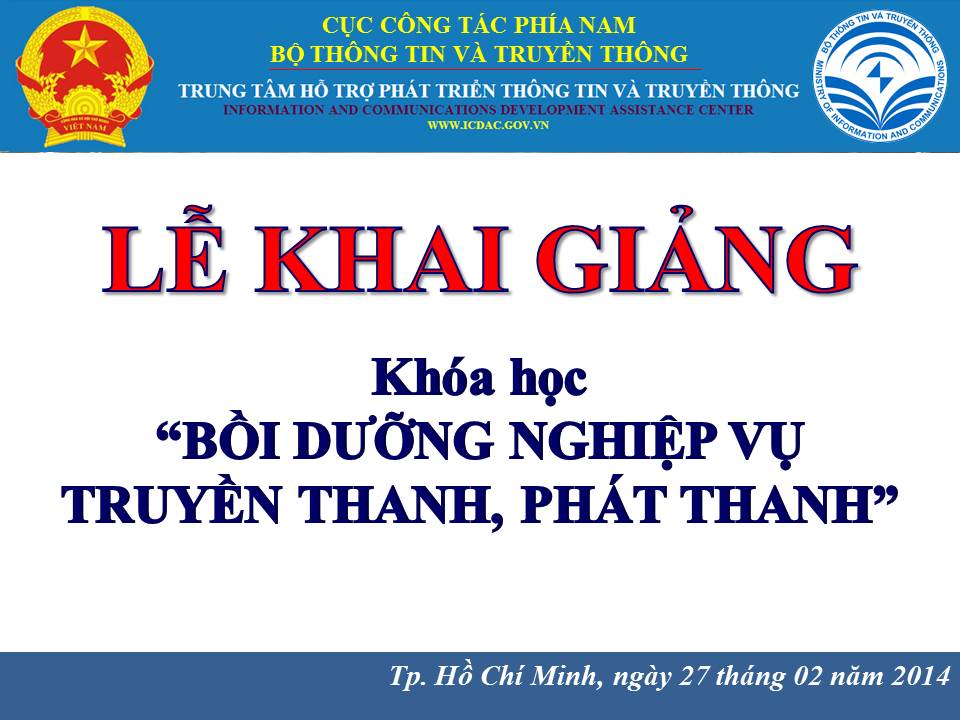 CỤC CÔNG TÁC PHÍA NAM
BỘ THÔNG TIN VÀ TRUYỀN THÔNG
TRUNG TÂM HỖ TRỢ PHÁT TRIỂN THÔNG TIN VÀ TRUYỀN THÔNG
INFORMATION AND COMMUNICATIONS DEVELOPMENT ASSISTANCE CENTER
WWW.ICDAC.GOV.VN
VIỆT NAM
BỘ THÔNG TIN VÀ TRUYỀN THÔNG
MINISTRY OF INFORMATION AND COMMUNICATIONS
LỄ KHAI GIẢNG
Khóa học
“BỒI DƯỠNG NGHIỆP VỤ
TRUYỀN THANH, PHÁT THANH”
Tp. Hồ Chí Minh, ngày 27 tháng 02 năm 2014